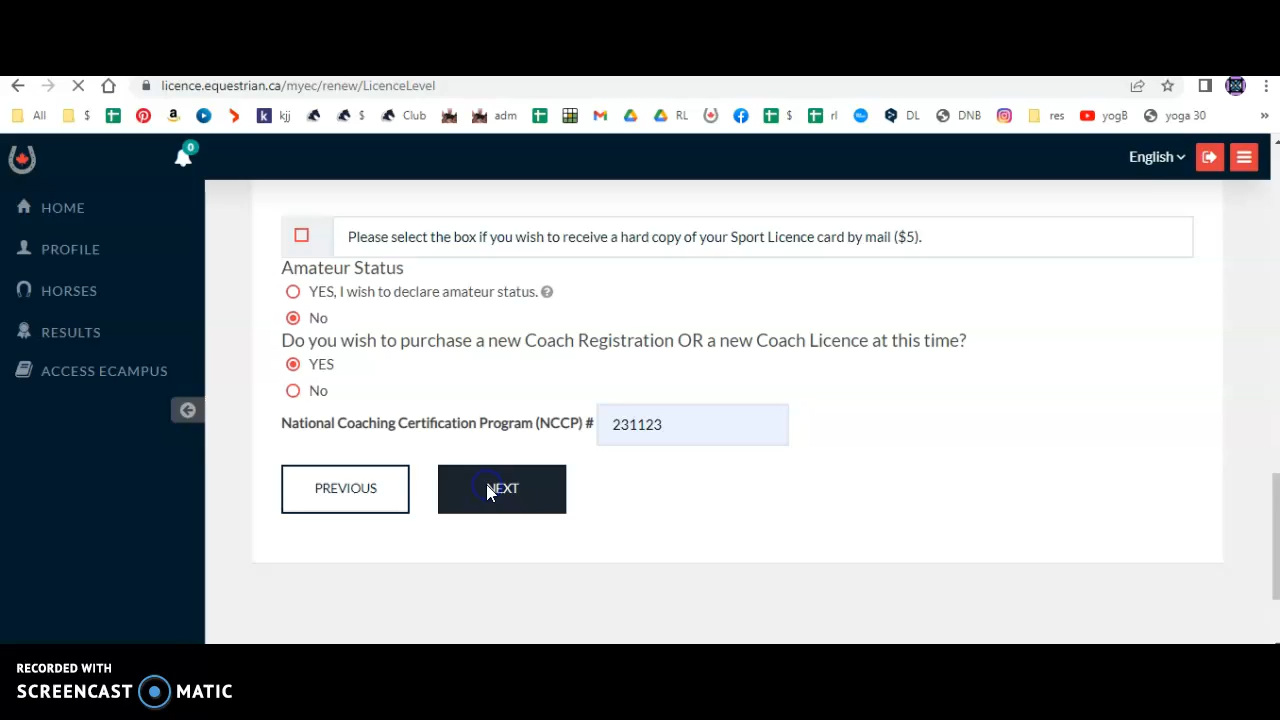 licence.equestrian.ca/myec/renew/LicenceLevel
All $ kjj $ Club adm RL $ rl DL DNB res yogB yoga 30 »
0
English
HOME
PROFILE
HORSES
RESULTS
ACCESS ECAMPUS
Please select the box if you wish to receive a hard copy of your Sport Licence card by mail ($5).
Amateur Status
YES, I wish to declare amateur status. ?
No
Do you wish to purchase a new Coach Registration OR a new Coach Licence at this time?
YES
No
National Coaching Certification Program (NCCP) # 231123
PREVIOUS NEXT
RECORDED WITH
SCREENCAST MATIC